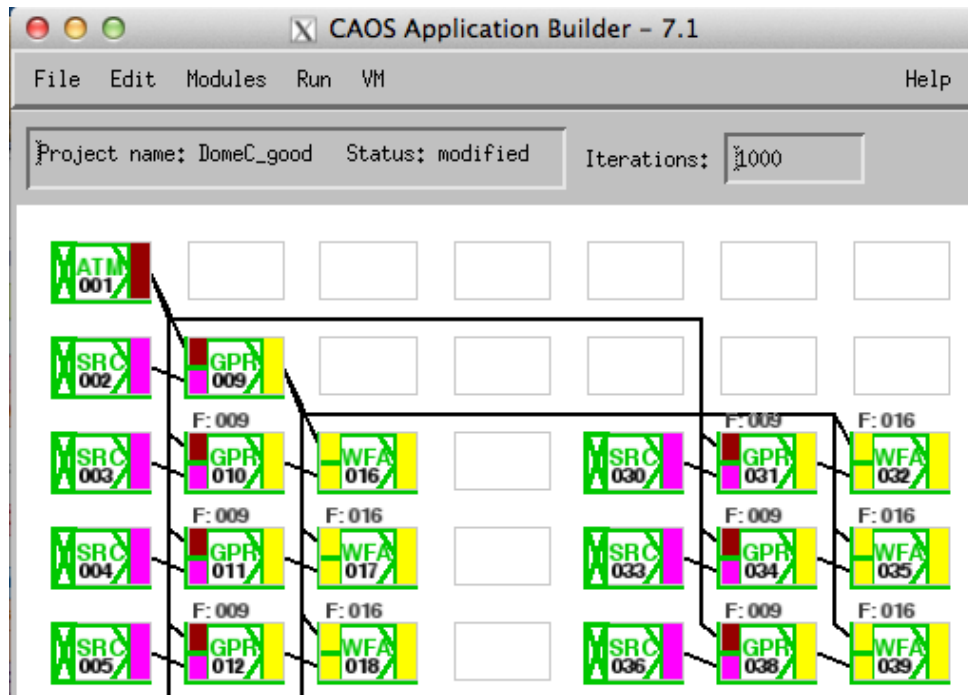 X CAOS Application Builder - 7.1
File Edit Modules Run VM Help
Project name: DomeC_good Status: modified Iterations: 1000
ATM
001
SRC GPR
002 009
F: 009 F: 009 F: 016
SRC GPR WFA SRC GPR WFA
003 010 016 030 031 032
F: 009 F: 016 F: 009 F: 016
SRC GPR WFA SRC GPR WFA
004 011 017 033 034 035
F: 009 F: 016 F: 009 F: 016
SRC GPR WFA SRC GPR WFA
005 012 018 036 038 039